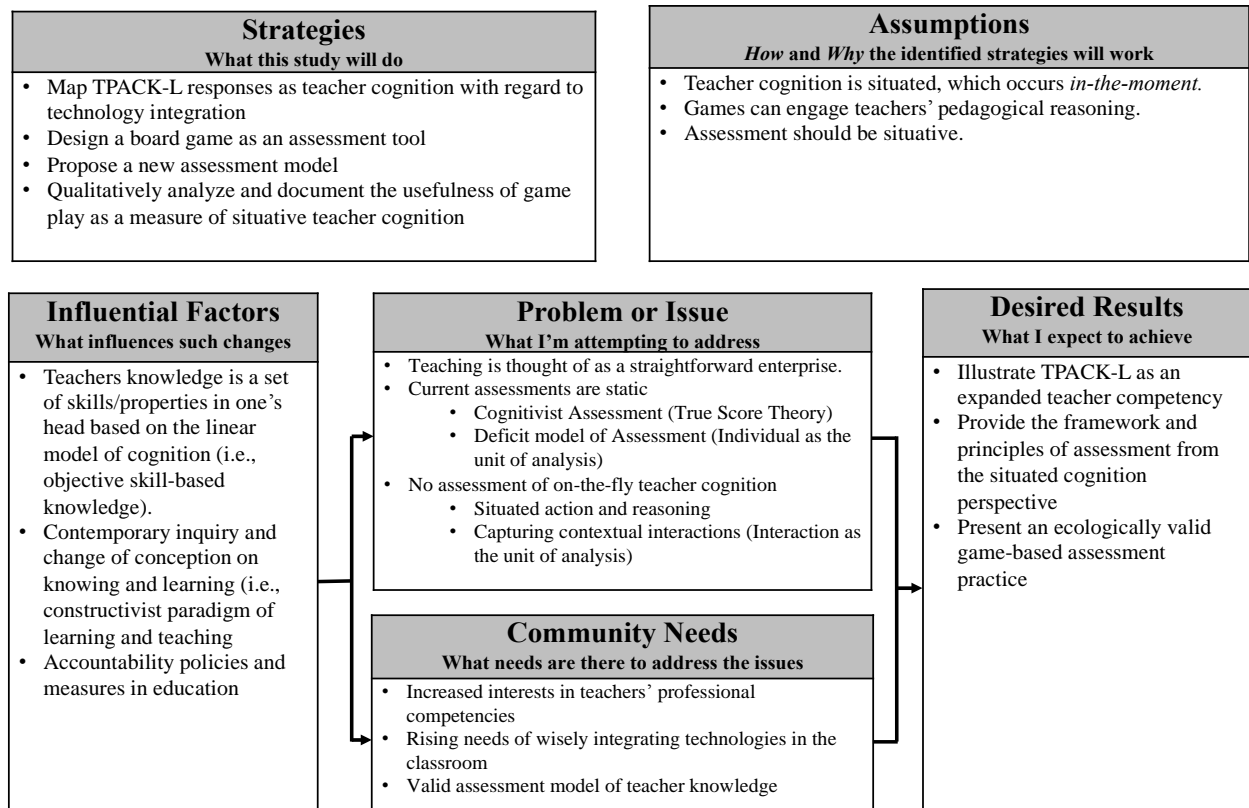 Strategies
What this study will do
• Map TPACK-L responses as teacher cognition with regard to
technology integration
• Design a board game as an assessment tool
• Propose a new assessment model
• Qualitatively analyze and document the usefulness of game
play as a measure of situative teacher cognition
Assumptions
How and Why the identified strategies will work
• Teacher cognition is situated, which occurs in-the-moment.
• Games can engage teachers' pedagogical reasoning.
• Assessment should be situative.
Influential Factors
What influences such changes
• Teachers knowledge is a set
of skills/properties in one's
head based on the linear
model of cognition (i.e.,
objective skill-based
knowledge).
• Contemporary inquiry and
change of conception on
knowing and learning (i.e.,
constructivist paradigm of
learning and teaching
• Accountability policies and
measures in education
Problem or Issue
What I'm attempting to address
• Teaching is thought of as a straightforward enterprise.
• Current assessments are static
• Cognitivist Assessment (True Score Theory)
• Deficit model of Assessment (Individual as the
unit of analysis)
• No assessment of on-the-fly teacher cognition
• Situated action and reasoning
• Capturing contextual interactions (Interaction as
the unit of analysis)
Community Needs
What needs are there to address the issues
• Increased interests in teachers' professional
competencies
• Rising needs of wisely integrating technologies in the
classroom
• Valid assessment model of teacher knowledge
Desired Results
What I expect to achieve
• Illustrate TPACK-L as an
expanded teacher competency
• Provide the framework and
principles of assessment from
the situated cognition
perspective
• Present an ecologically valid
game-based assessment
practice